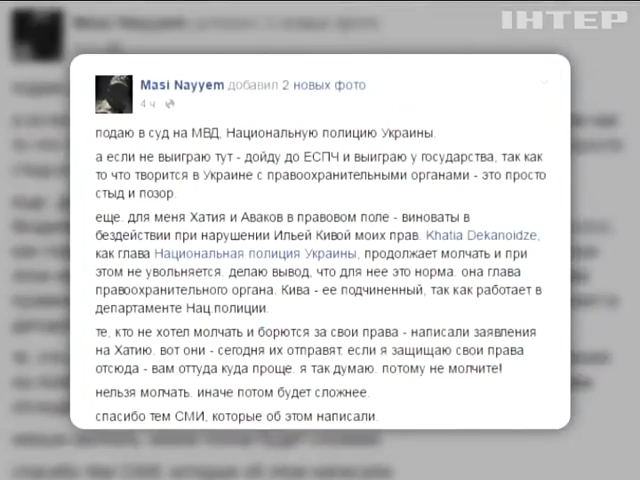 ІНТЕР
Masi Nayyem добавил 2 новых фото
4 ч
подаю в суд на МВД, Национальную полицию Украины.
а если не выиграю тут - дойду до ЕСПЧ и выиграю у государства, так как
то что творится в Украине с правоохранительными органами - это просто
стыд и позор.
еще. для меня Хатия и Аваков в правовом поле - виноваты в
бездействии при нарушении Ильей Кивой моих прав. Khatia Dekanoidze,
как глава Национальная полиция Украины, продолжает молчать и при
этом не увольняется. делаю вывод, что для нее это норма. она глава
правоохранительного органа. Кива - ее подчиненный, так как работает в
департаменте Нац.полиции.
те, кто не хотел молчать и борются за свои права - написали заявления
на Хатию. вот они - сегодня их отправят. если я защищаю свои права
отсюда - вам оттуда куда проще. я так думаю. потому не молчите!
нельзя молчать. иначе потом будет сложнее.
спасибо тем СМИ, которые об этом написали.